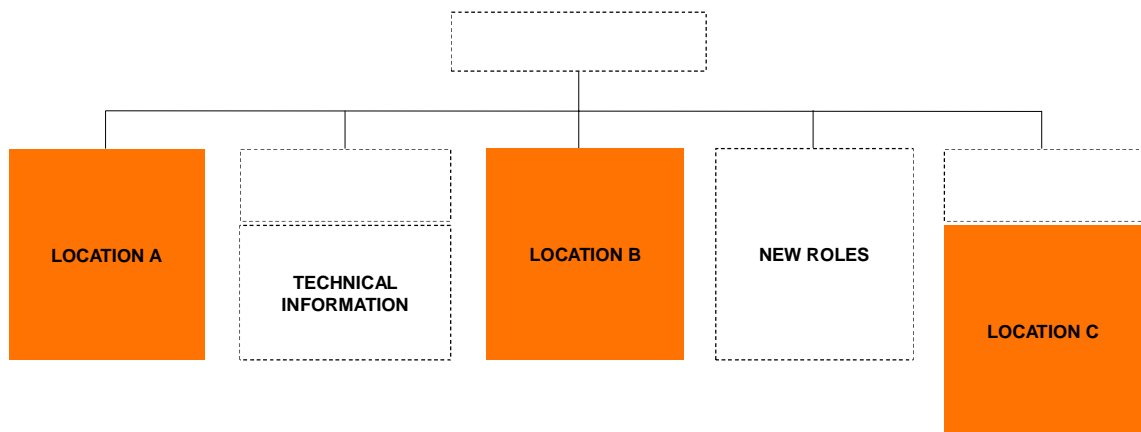 LOCATION A
TECHNICAL
INFORMATION
LOCATION B
NEW ROLES
LOCATION C